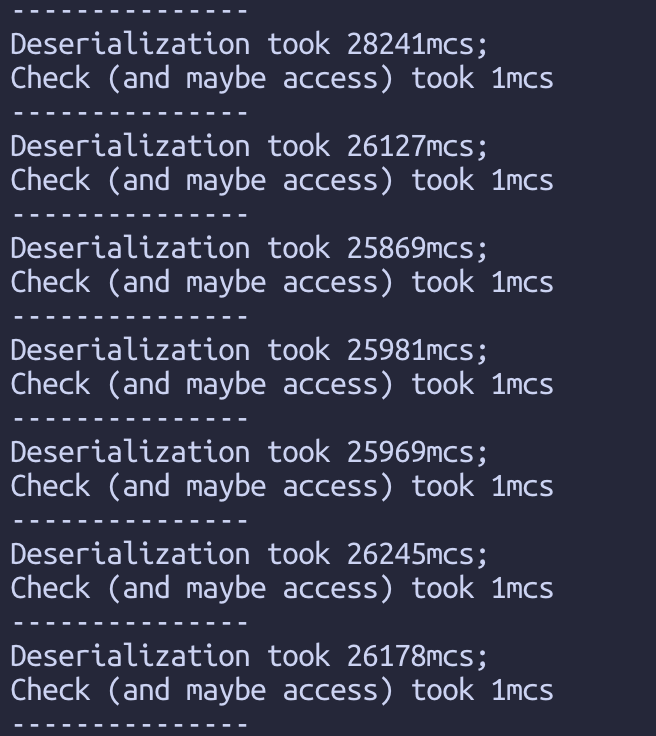 ---------------
Deserialization took 28241mcs;
Check (and maybe access) took 1mcs
---------------
Deserialization took 26127mcs;
Check (and maybe access) took 1mcs
---------------
Deserialization took 25869mcs;
Check (and maybe access) took 1mcs
---------------
Deserialization took 25981mcs;
Check (and maybe access) took 1mcs
---------------
Deserialization took 25969mcs;
Check (and maybe access) took 1mcs
---------------
Deserialization took 26245mcs;
Check (and maybe access) took 1mcs
---------------
Deserialization took 26178mcs;
Check (and maybe access) took 1mcs
---------------